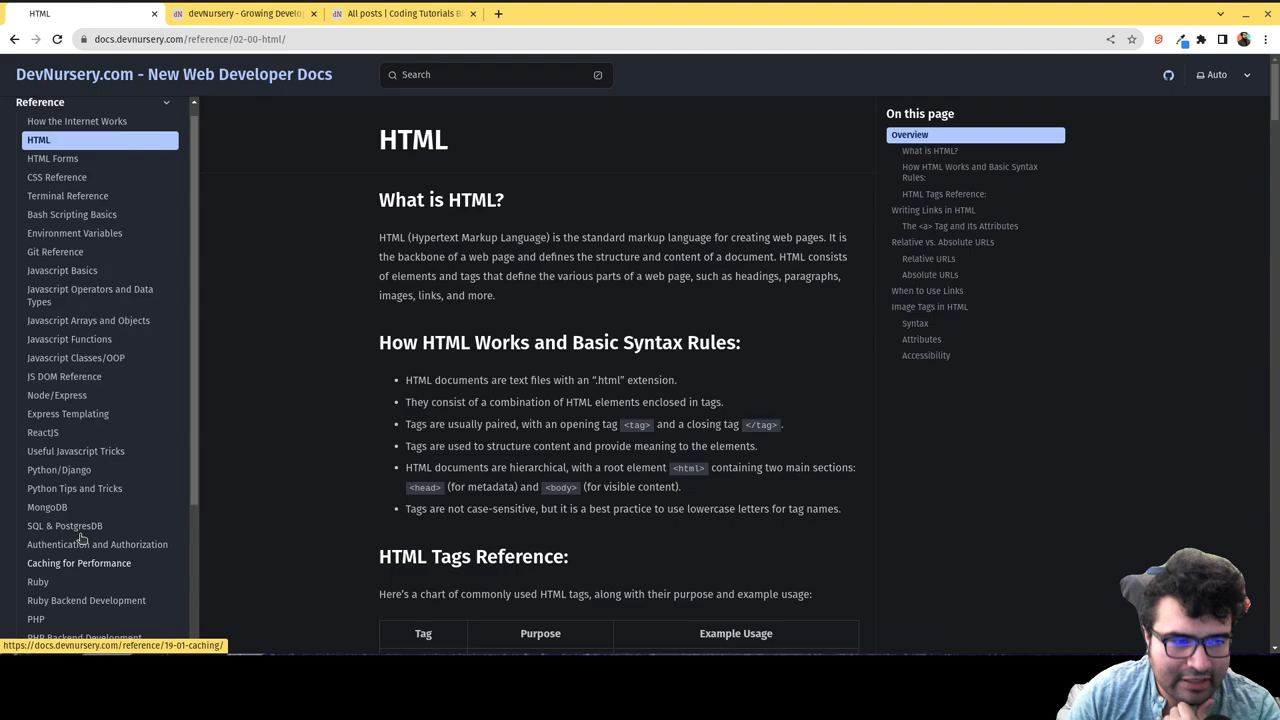 HTML
devNursery - Growing Develo
All posts | Coding Tutorials B
docs.devnursery.com/reference/02-00-html/
DevNursery.com - New Web Developer Docs
Search
Auto
Reference
How the Internet Works
HTML
HTML Forms
CSS Reference
Terminal Reference
Bash Scripting Basics
Environment Variables
Git Reference
Javascript Basics
Javascript Operators and Data
Types
Javascript Arrays and Objects
Javascript Functions
Javascript Classes/OOP
JS DOM Reference
Node/Express
Express Templating
ReactJS
Useful Javascript Tricks
Python/Django
Python Tips and Tricks
MongoDB
SQL & PostgresDB
Authentication and Authorization
Caching for Performance
Ruby
Ruby Backend Development
PHP
PHP Backend Development
https://docs.devnursery.com/reference/19-01-caching/
HTML
What is HTML?
HTML (Hypertext Markup Language) is the standard markup language for creating web pages. It is
the backbone of a web page and defines the structure and content of a document. HTML consists
of elements and tags that define the various parts of a web page, such as headings, paragraphs,
images, links, and more.
How HTML Works and Basic Syntax Rules:
• HTML documents are text files with an “.html” extension.
• They consist of a combination of HTML elements enclosed in tags.
• Tags are usually paired, with an opening tag <tag> and a closing tag </tag>.
• Tags are used to structure content and provide meaning to the elements.
• HTML documents are hierarchical, with a root element <html> containing two main sections:
<head> (for metadata) and <body> (for visible content).
• Tags are not case-sensitive, but it is a best practice to use lowercase letters for tag names.
HTML Tags Reference:
Here’s a chart of commonly used HTML tags, along with their purpose and example usage:
Tag Purpose Example Usage
On this page
Overview
What is HTML?
How HTML Works and Basic Syntax
Rules:
HTML Tags Reference:
Writing Links in HTML
The <a> Tag and Its Attributes
Relative vs. Absolute URLs
Relative URLs
Absolute URLs
When to Use Links
Image Tags in HTML
Syntax
Attributes
Accessibility